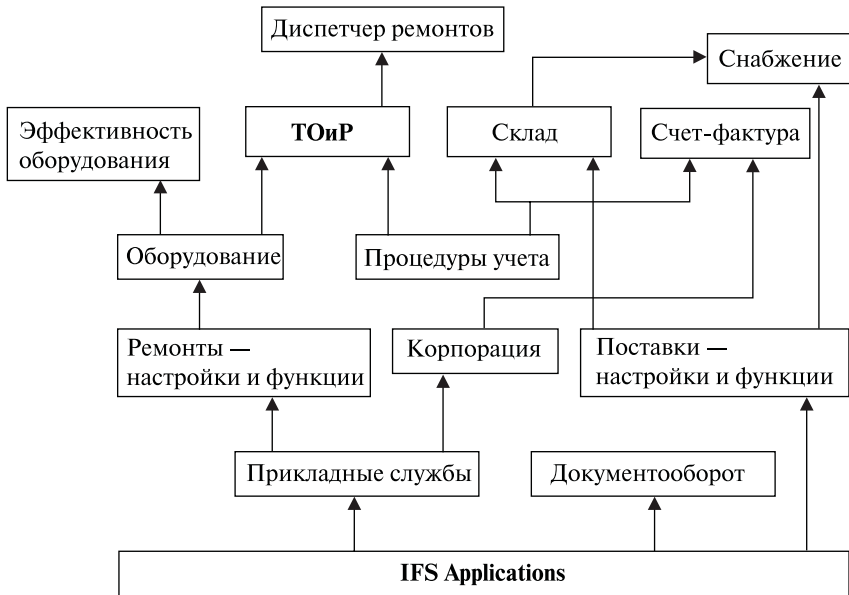 Диспетчер ремонтов
Снабжение
Эффективность
оборудования
ТОиР
Склад
Счет-фактура
Оборудование
Процедуры учета
Ремонты —
настройки и функции
Корпорация
Поставки —
настройки и функции
Прикладные службы
Документооборот
IFS Applications